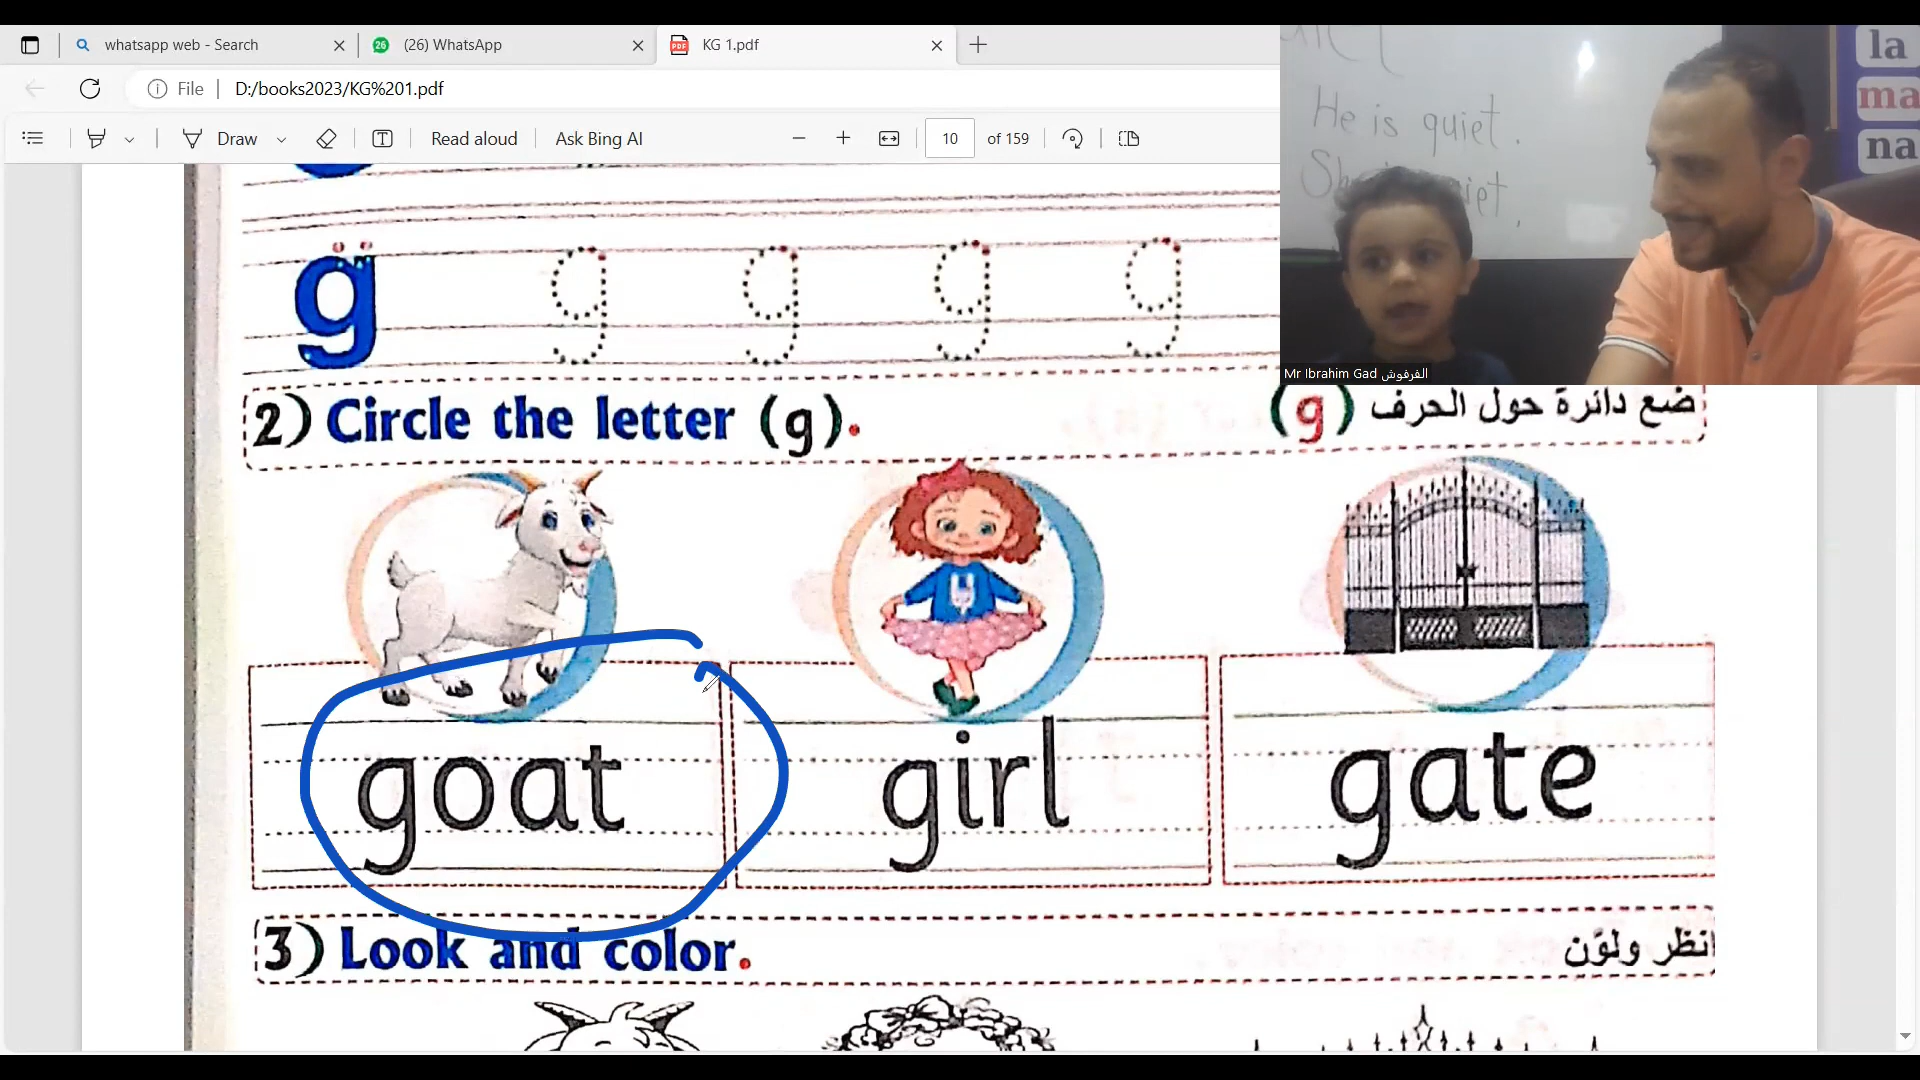 whatsapp web - Search
(26) WhatsApp
KG 1.pdf
File D:/books2023/KG%201.pdf
Draw Read aloud Ask Bing AI 10 of 159
He is quiet.
la
ma
na
Mr Ibrahim Gad الفرفوش
g g g g g
2) Circle the letter (g).
ضع دائرة حول الحرف (g)
goat girl gate
3) Look and color.
انظر ولوّن